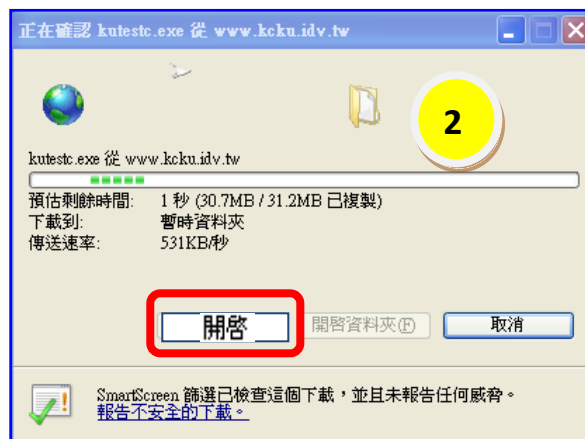 正在確認 kutestc.exe 從 www.kcku.idv.tw
2
kutestc.exe 從 www.kcku.idv.tw
預估剩餘時間: 1 秒 (30.7MB / 31.2MB 已複製)
下載到: 暫時資料夾
傳送速率: 531KB/秒
開啓 開啓資料夾(F) 取消
SmartScreen 篩選已檢查這個下載，並且未報告任何威脅。
報告不安全的下載。